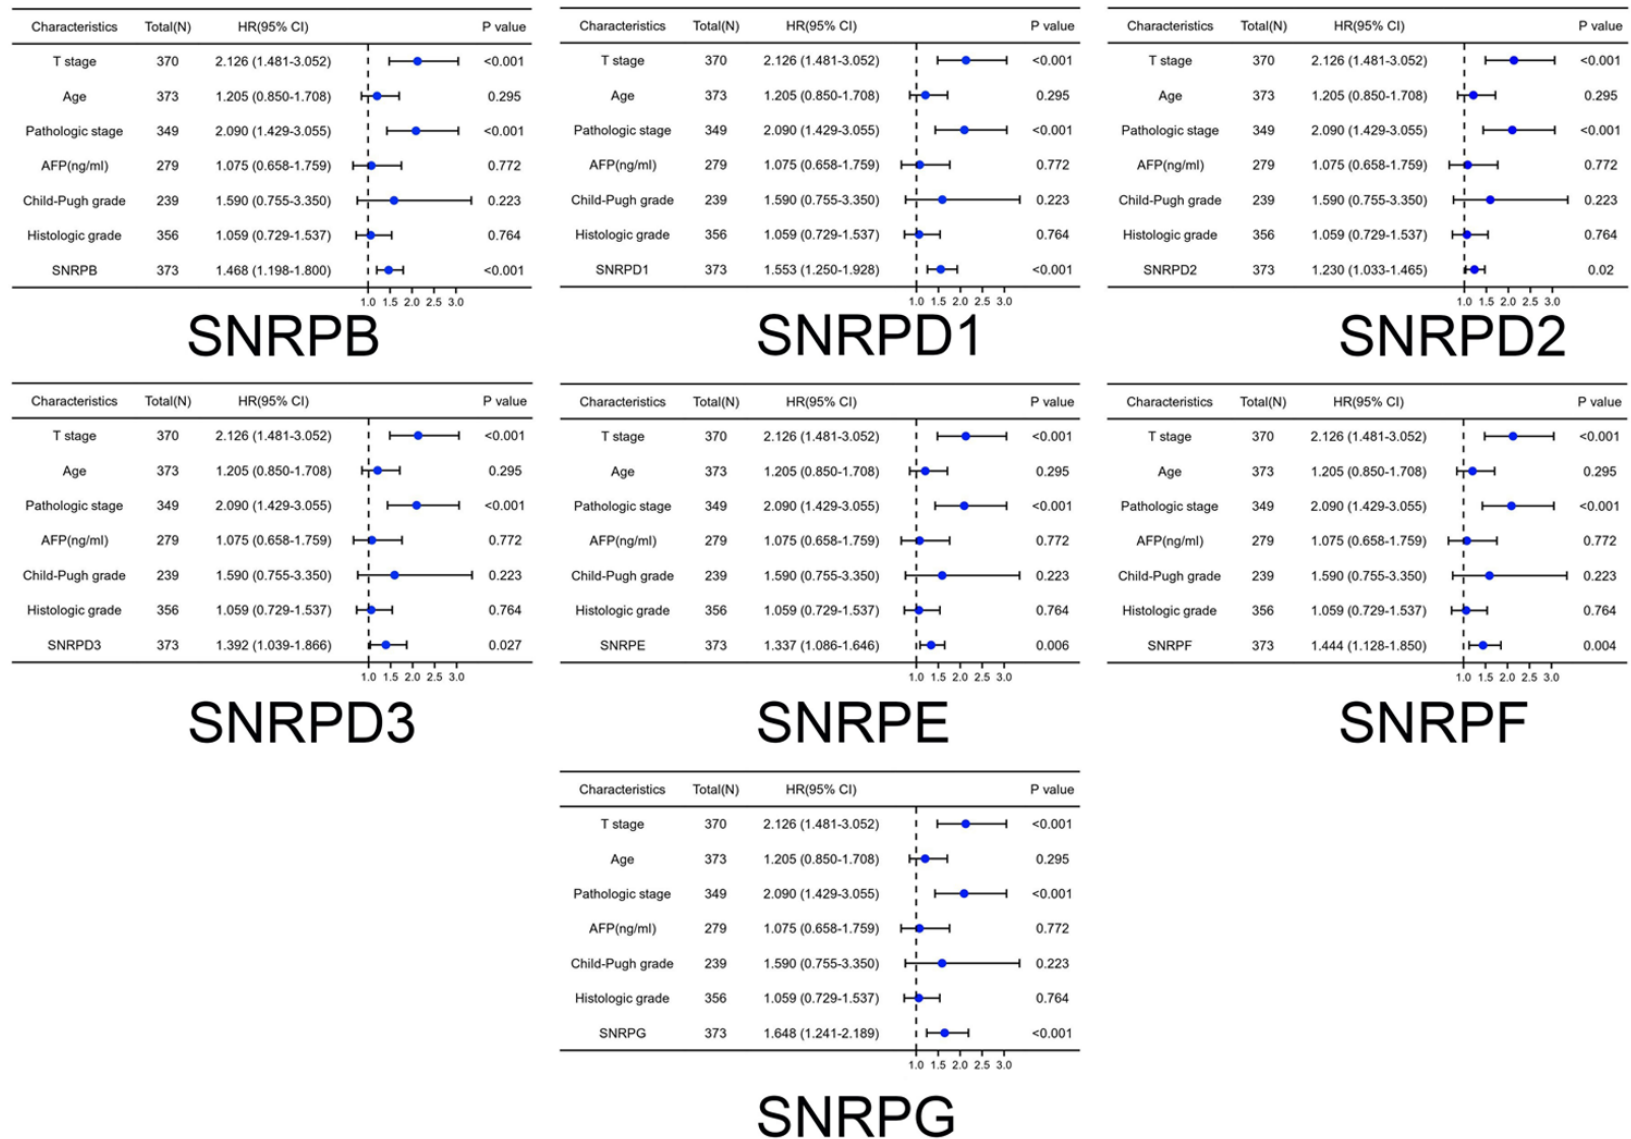 Characteristics Total(N) HR(95% CI) P value
T stage 370 2.126 (1.481-3.052) <0.001
Age 373 1.205 (0.850-1.708) 0.295
Pathologic stage 349 2.090 (1.429-3.055) <0.001
AFP(ng/ml) 279 1.075 (0.658-1.759) 0.772
Child-Pugh grade 239 1.590 (0.755-3.350) 0.223
Histologic grade 356 1.059 (0.729-1.537) 0.764
SNRPB 373 1.468 (1.198-1.800) <0.001
1.0 1.5 2.0 2.5 3.0
SNRPB
Characteristics Total(N) HR(95% CI) P value
T stage 370 2.126 (1.481-3.052) <0.001
Age 373 1.205 (0.850-1.708) 0.295
Pathologic stage 349 2.090 (1.429-3.055) <0.001
AFP(ng/ml) 279 1.075 (0.658-1.759) 0.772
Child-Pugh grade 239 1.590 (0.755-3.350) 0.223
Histologic grade 356 1.059 (0.729-1.537) 0.764
SNRPD1 373 1.553 (1.250-1.928) <0.001
1.0 1.5 2.0 2.5 3.0
SNRPD1
Characteristics Total(N) HR(95% CI) P value
T stage 370 2.126 (1.481-3.052) <0.001
Age 373 1.205 (0.850-1.708) 0.295
Pathologic stage 349 2.090 (1.429-3.055) <0.001
AFP(ng/ml) 279 1.075 (0.658-1.759) 0.772
Child-Pugh grade 239 1.590 (0.755-3.350) 0.223
Histologic grade 356 1.059 (0.729-1.537) 0.764
SNRPD2 373 1.230 (1.033-1.465) 0.02
1.0 1.5 2.0 2.5 3.0
SNRPD2
Characteristics Total(N) HR(95% CI) P value
T stage 370 2.126 (1.481-3.052) <0.001
Age 373 1.205 (0.850-1.708) 0.295
Pathologic stage 349 2.090 (1.429-3.055) <0.001
AFP(ng/ml) 279 1.075 (0.658-1.759) 0.772
Child-Pugh grade 239 1.590 (0.755-3.350) 0.223
Histologic grade 356 1.059 (0.729-1.537) 0.764
SNRPD3 373 1.392 (1.039-1.866) 0.027
1.0 1.5 2.0 2.5 3.0
SNRPD3
Characteristics Total(N) HR(95% CI) P value
T stage 370 2.126 (1.481-3.052) <0.001
Age 373 1.205 (0.850-1.708) 0.295
Pathologic stage 349 2.090 (1.429-3.055) <0.001
AFP(ng/ml) 279 1.075 (0.658-1.759) 0.772
Child-Pugh grade 239 1.590 (0.755-3.350) 0.223
Histologic grade 356 1.059 (0.729-1.537) 0.764
SNRPE 373 1.337 (1.086-1.646) 0.006
1.0 1.5 2.0 2.5 3.0
SNRPE
Characteristics Total(N) HR(95% CI) P value
T stage 370 2.126 (1.481-3.052) <0.001
Age 373 1.205 (0.850-1.708) 0.295
Pathologic stage 349 2.090 (1.429-3.055) <0.001
AFP(ng/ml) 279 1.075 (0.658-1.759) 0.772
Child-Pugh grade 239 1.590 (0.755-3.350) 0.223
Histologic grade 356 1.059 (0.729-1.537) 0.764
SNRPF 373 1.444 (1.128-1.850) 0.004
1.0 1.5 2.0 2.5 3.0
SNRPF
Characteristics Total(N) HR(95% CI) P value
T stage 370 2.126 (1.481-3.052) <0.001
Age 373 1.205 (0.850-1.708) 0.295
Pathologic stage 349 2.090 (1.429-3.055) <0.001
AFP(ng/ml) 279 1.075 (0.658-1.759) 0.772
Child-Pugh grade 239 1.590 (0.755-3.350) 0.223
Histologic grade 356 1.059 (0.729-1.537) 0.764
SNRPG 373 1.648 (1.241-2.189) <0.001
1.0 1.5 2.0 2.5 3.0
SNRPG